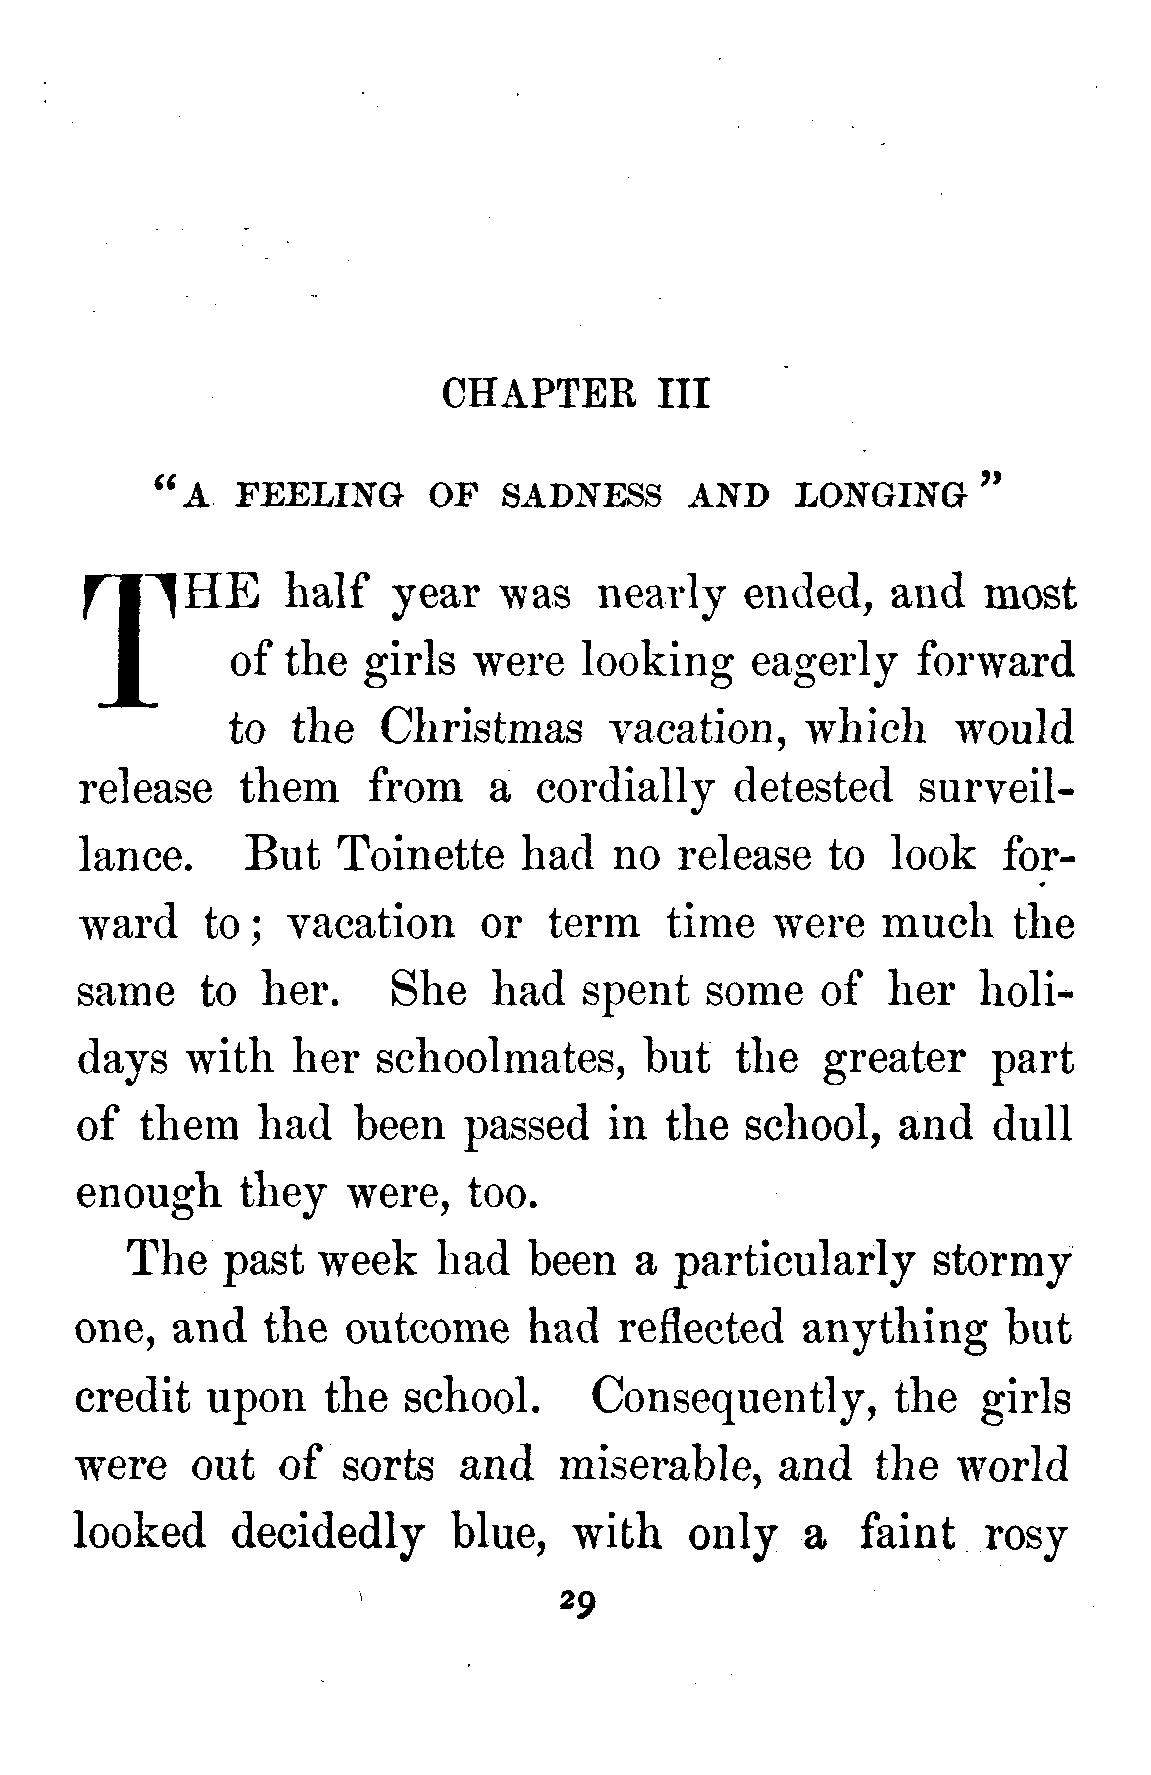 CHAPTER III
“A FEELING OF SADNESS AND LONGING”
THE half year was nearly ended, and most
of the girls were looking eagerly forward
to the Christmas vacation, which would
release them from a cordially detested surveil-
lance. But Toinette had no release to look for-
ward to; vacation or term time were much the
same to her. She had spent some of her holi-
days with her schoolmates, but the greater part
of them had been passed in the school, and dull
enough they were, too.
The past week had been a particularly stormy
one, and the outcome had reflected anything but
credit upon the school. Consequently, the girls
were out of sorts and miserable, and the world
looked decidedly blue, with only a faint rosy
29